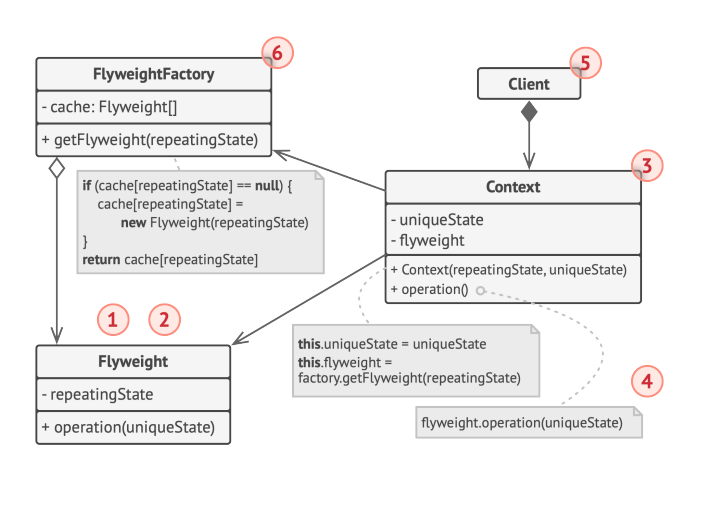 6
FlyweightFactory
- cache: Flyweight[]
+ getFlyweight(repeatingState)
if (cache[repeatingState] == null) {
cache[repeatingState] =
new Flyweight(repeatingState)
}
return cache[repeatingState]
5
Client
3
Context
- uniqueState
- flyweight
+ Context(repeatingState, uniqueState)
+ operation()
1
2
Flyweight
- repeatingState
+ operation(uniqueState)
this.uniqueState = uniqueState
this.flyweight =
factory.getFlyweight(repeatingState)
4
flyweight.operation(uniqueState)